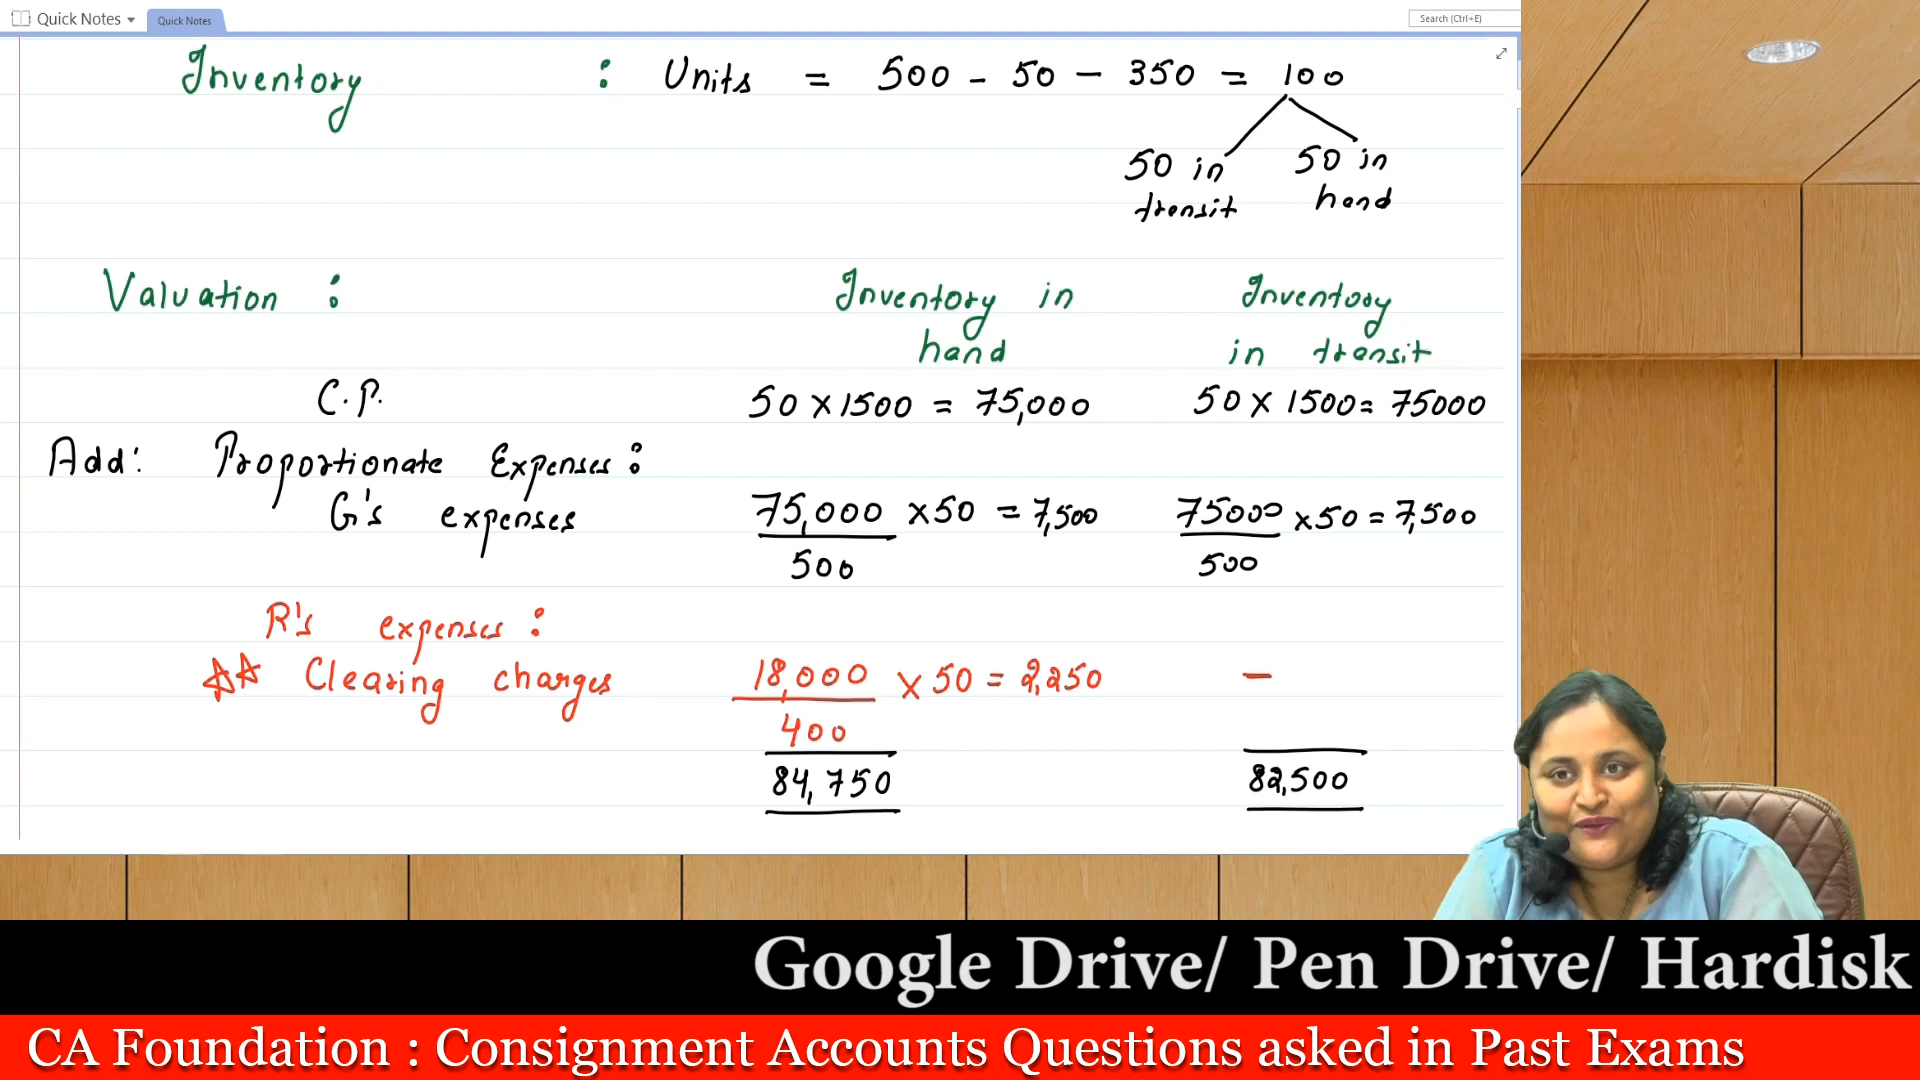 Quick Notes
Quick Notes
Search (Ctrl+E)
Inventory : Units = 500 - 50 - 350 = 100
50 in transit
50 in hand
Valuation : Inventory in hand Inventory in transit
C.P. 50 × 1500 = 75,000 50 × 1500 = 75000
Add: Proportionate Expenses:
G's expenses 75,000/500 × 50 = 7,500 75000/500 × 50 = 7,500
R's expenses :
☆☆ Clearing charges 18,000/400 × 50 = 2,250 —
84,750 82,500
Google Drive/ Pen Drive/ Hardisk
CA Foundation : Consignment Accounts Questions asked in Past Exams